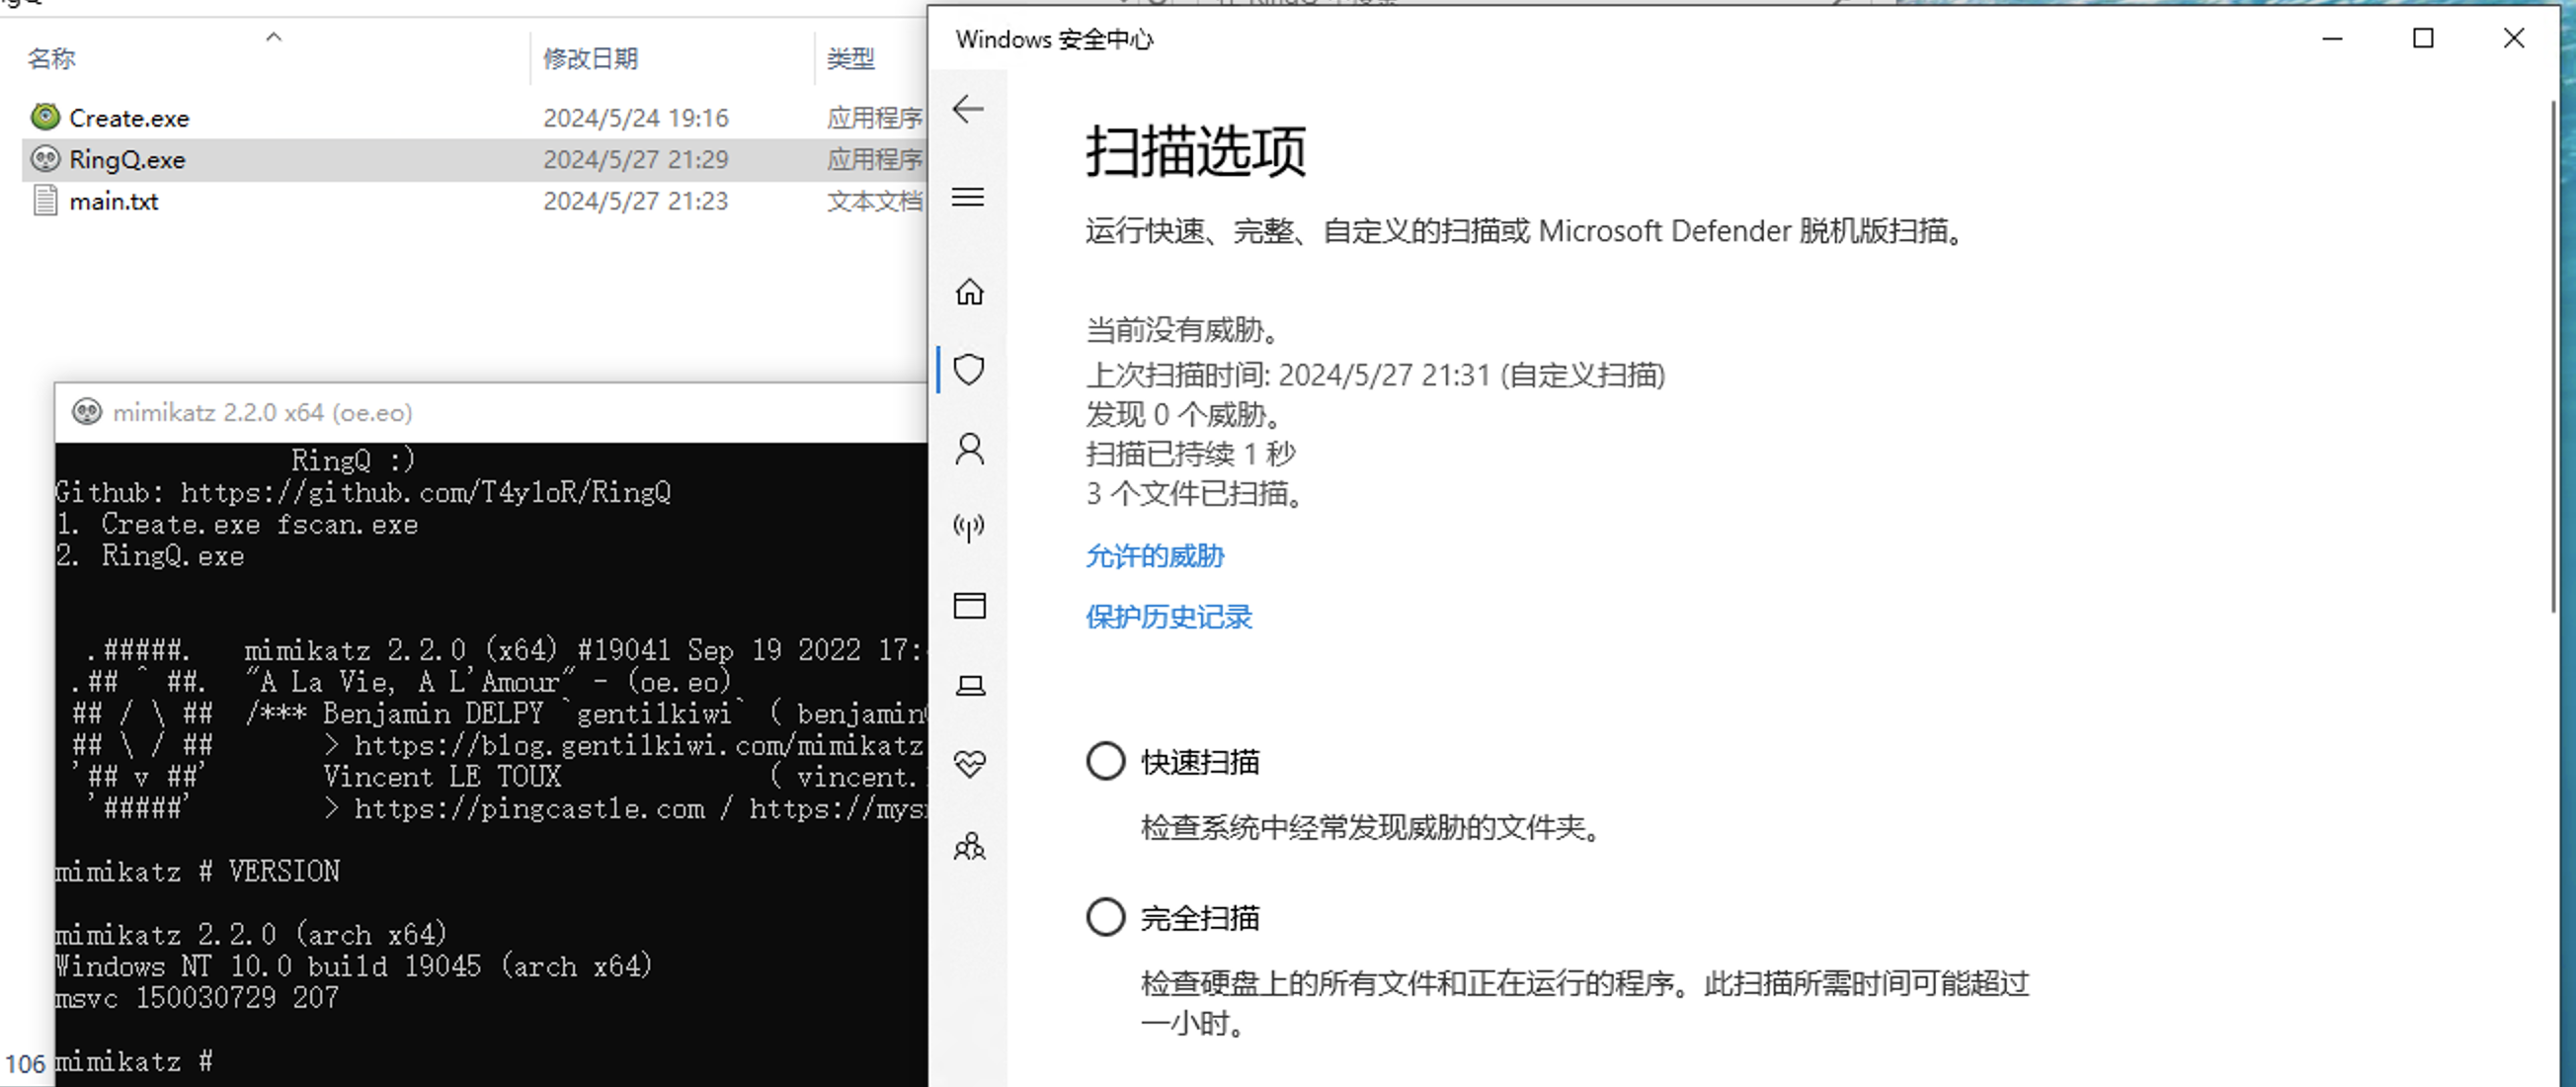 名称 修改日期 类型
Create.exe 2024/5/24 19:16 应用程序
RingQ.exe 2024/5/27 21:29 应用程序
main.txt 2024/5/27 21:23 文本文档
mimikatz 2.2.0 x64 (oe.eo)
RingQ :)
Github: https://github.com/T4y1oR/RingQ
1. Create.exe fscan.exe
2. RingQ.exe
.#####. mimikatz 2.2.0 (x64) #19041 Sep 19 2022 17:
.## ^ ##. "A La Vie, A L'Amour" - (oe.eo)
## / \ ## /*** Benjamin DELPY `gentilkiwi` ( benjamin
## \ / ## > https://blog.gentilkiwi.com/mimikatz
'## v ##' Vincent LE TOUX ( vincent.
'#####' > https://pingcastle.com / https://mys
mimikatz # VERSION
mimikatz 2.2.0 (arch x64)
Windows NT 10.0 build 19045 (arch x64)
msvc 150030729 207
mimikatz #
106
Windows 安全中心
扫描选项
运行快速、完整、自定义的扫描或 Microsoft Defender 脱机版扫描。
当前没有威胁。
上次扫描时间: 2024/5/27 21:31 (自定义扫描)
发现 0 个威胁。
扫描已持续 1 秒
3 个文件已扫描。
允许的威胁
保护历史记录
快速扫描
检查系统中经常发现威胁的文件夹。
完全扫描
检查硬盘上的所有文件和正在运行的程序。此扫描所需时间可能超过
一小时。